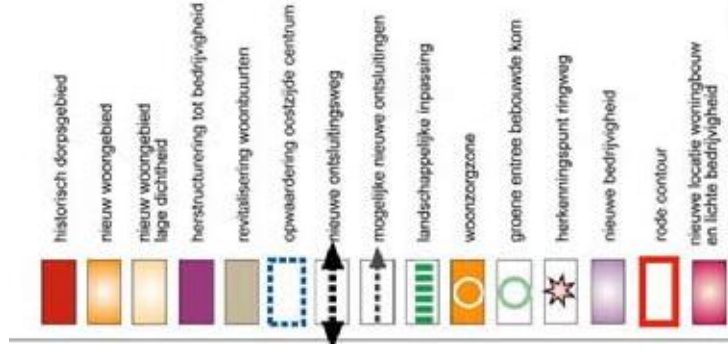 historisch dorpsgebied
nieuw woongebied
nieuw woongebied
lage dichtheid
herstructurering tot bedrijvigheid
revitalisering woonbuurten
opwaardering oostzijde centrum
nieuwe ontsluitingsweg
mogelijke nieuwe ontsluitingen
landschappelijke inpassing
woonzorgzone
groene entree bebouwde kom
herkenningspunt ringweg
nieuwe bedrijvigheid
rode contour
nieuwe locatie woningbouw
en lichte bedrijvigheid